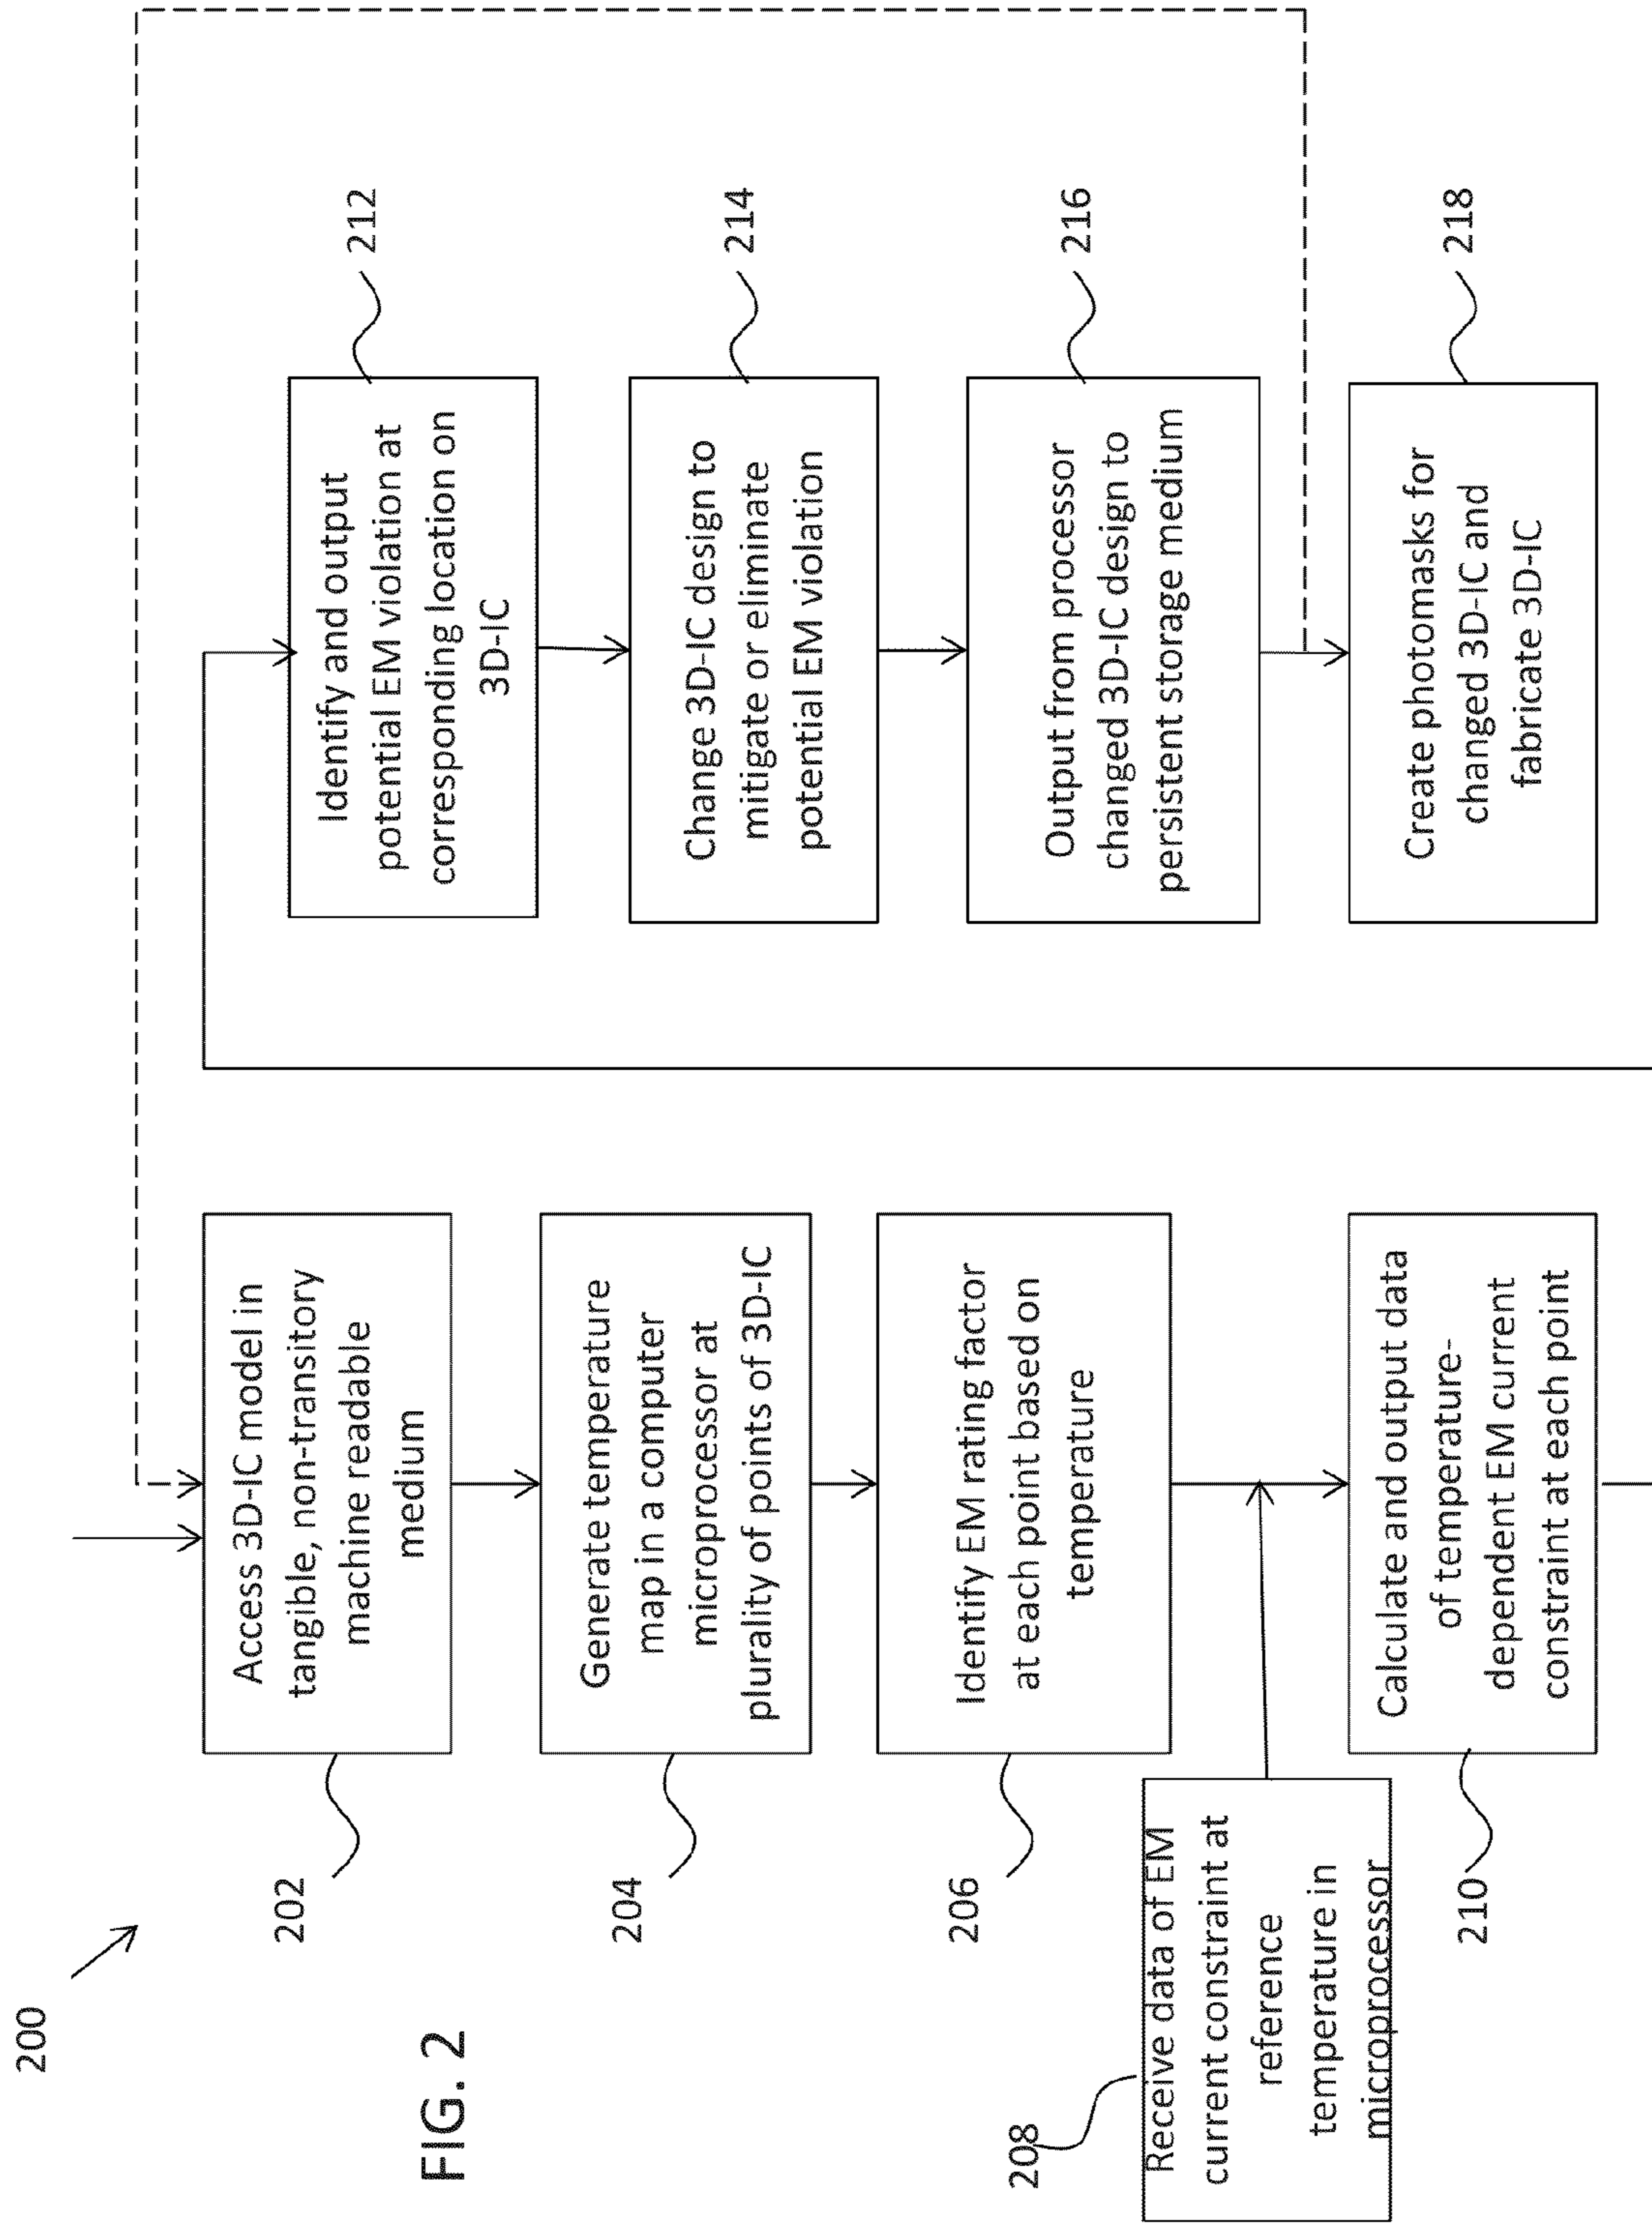 200
FIG. 2
202
Access 3D-IC model in
tangible, non-transitory
machine readable
medium
204
Generate temperature
map in a computer
microprocessor at
plurality of points of 3D-IC
206
Identify EM rating factor
at each point based on
temperature
208
Receive data of EM
current constraint at
reference
temperature in
microprocessor
210
Calculate and output data
of temperature-
dependent EM current
constraint at each point
212
Identify and output
potential EM violation at
corresponding location on
3D-IC
214
Change 3D-IC design to
mitigate or eliminate
potential EM violation
216
Output from processor
changed 3D-IC design to
persistent storage medium
218
Create photomasks for
changed 3D-IC and
fabricate 3D-IC